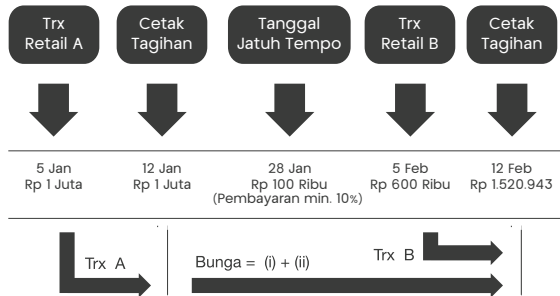 Trx
Retail A
Cetak
Tagihan
Tanggal
Jatuh Tempo
Trx
Retail B
Cetak
Tagihan
5 Jan
Rp 1 Juta
12 Jan
Rp 1 Juta
28 Jan
Rp 100 Ribu
(Pembayaran min. 10%)
5 Feb
Rp 600 Ribu
12 Feb
Rp 1.520.943
Trx A
Bunga = (i) + (ii)
Trx B